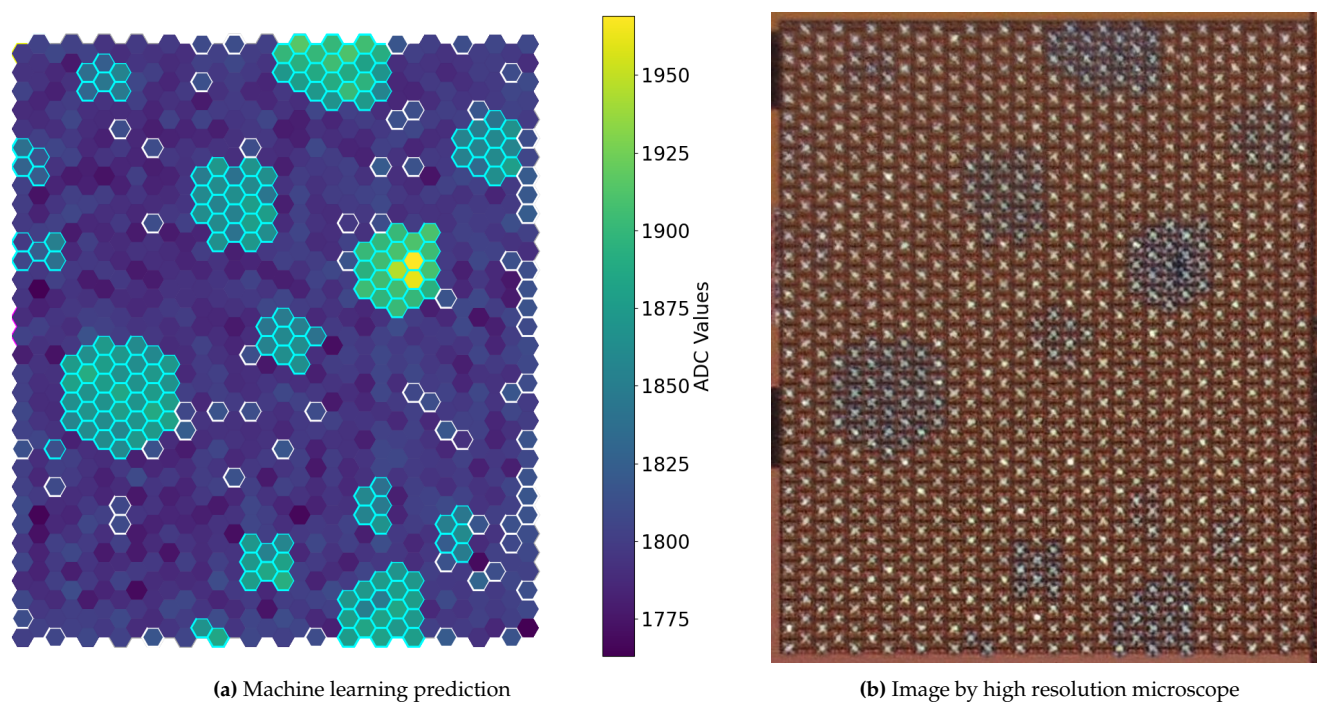 1950
1925
1900
1875
1850
1825
1800
1775
ADC Values
(a) Machine learning prediction
(b) Image by high resolution microscope